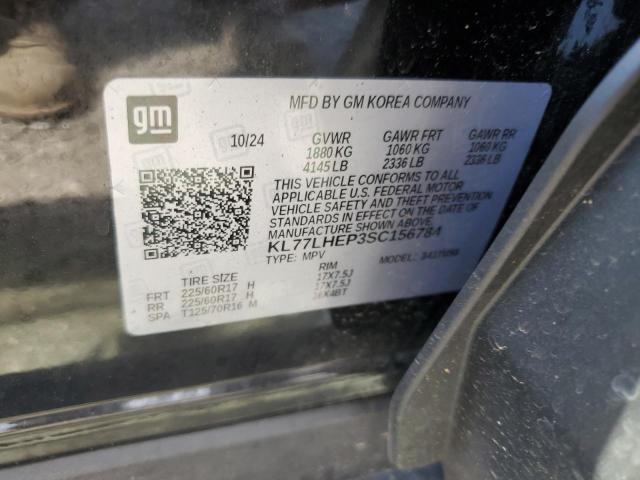 gm
MFD BY GM KOREA COMPANY
10/24 GVWR GAWR FRT GAWR RR
1880 KG 1060 KG 1060 KG
4145 LB 2336 LB 2336 LB
THIS VEHICLE CONFORMS TO ALL
APPLICABLE U.S. FEDERAL MOTOR
VEHICLE SAFETY AND THEFT PREVENTION
STANDARDS IN EFFECT ON THE DATE OF
MANUFACTURE SHOWN ABOVE.
KL77LHEP3SC156784
TYPE: MPV MODEL:
TIRE SIZE RIM
FRT 225/60R17 H 17X7.5J
RR 225/60R17 H 17X7.5J
SPA T125/70R16 M 16X4BT